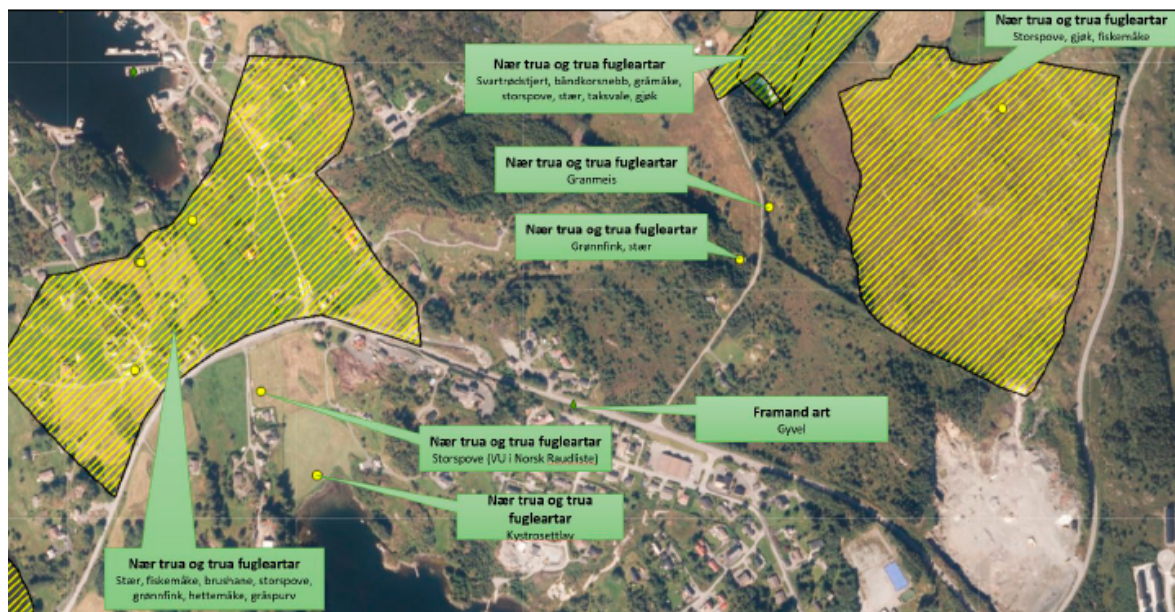 Nær trua og trua fugleartar
Storspove, gjøk, fiskemåke
Nær trua og trua fugleartar
Svartrødstjert, båndkorsnebb, gråmåke,
storspove, stær, taksvale, gjøk
Nær trua og trua fugleartar
Granmeis
Nær trua og trua fugleartar
Grønnfink, stær
Framand art
Gyvel
Nær trua og trua fugleartar
Storspove (VU i Norsk Raudliste)
Nær trua og trua
fugleartar
Kystrosettlav
Nær trua og trua fugleartar
Stær, fiskemåke, brushane, storspove,
grønnfink, hettemåke, gråspurv